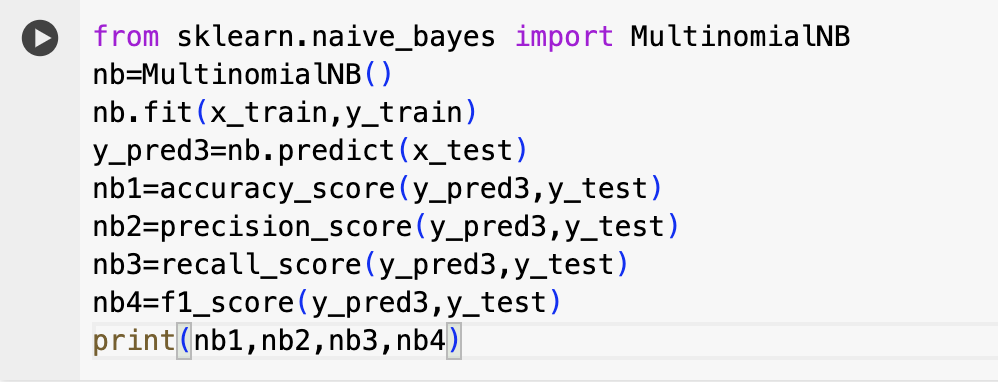 from sklearn.naive_bayes import MultinomialNB
nb=MultinomialNB()
nb.fit(x_train,y_train)
y_pred3=nb.predict(x_test)
nb1=accuracy_score(y_pred3,y_test)
nb2=precision_score(y_pred3,y_test)
nb3=recall_score(y_pred3,y_test)
nb4=f1_score(y_pred3,y_test)
print(nb1,nb2,nb3,nb4)